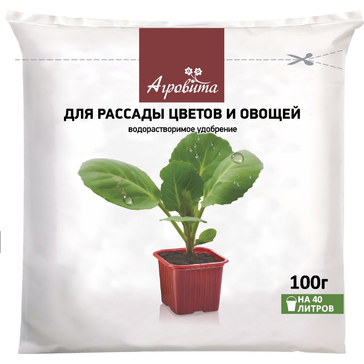 Агровита
ДЛЯ РАССАДЫ ЦВЕТОВ И ОВОЩЕЙ
водорастворимое удобрение
100г
НА 40
ЛИТРОВ